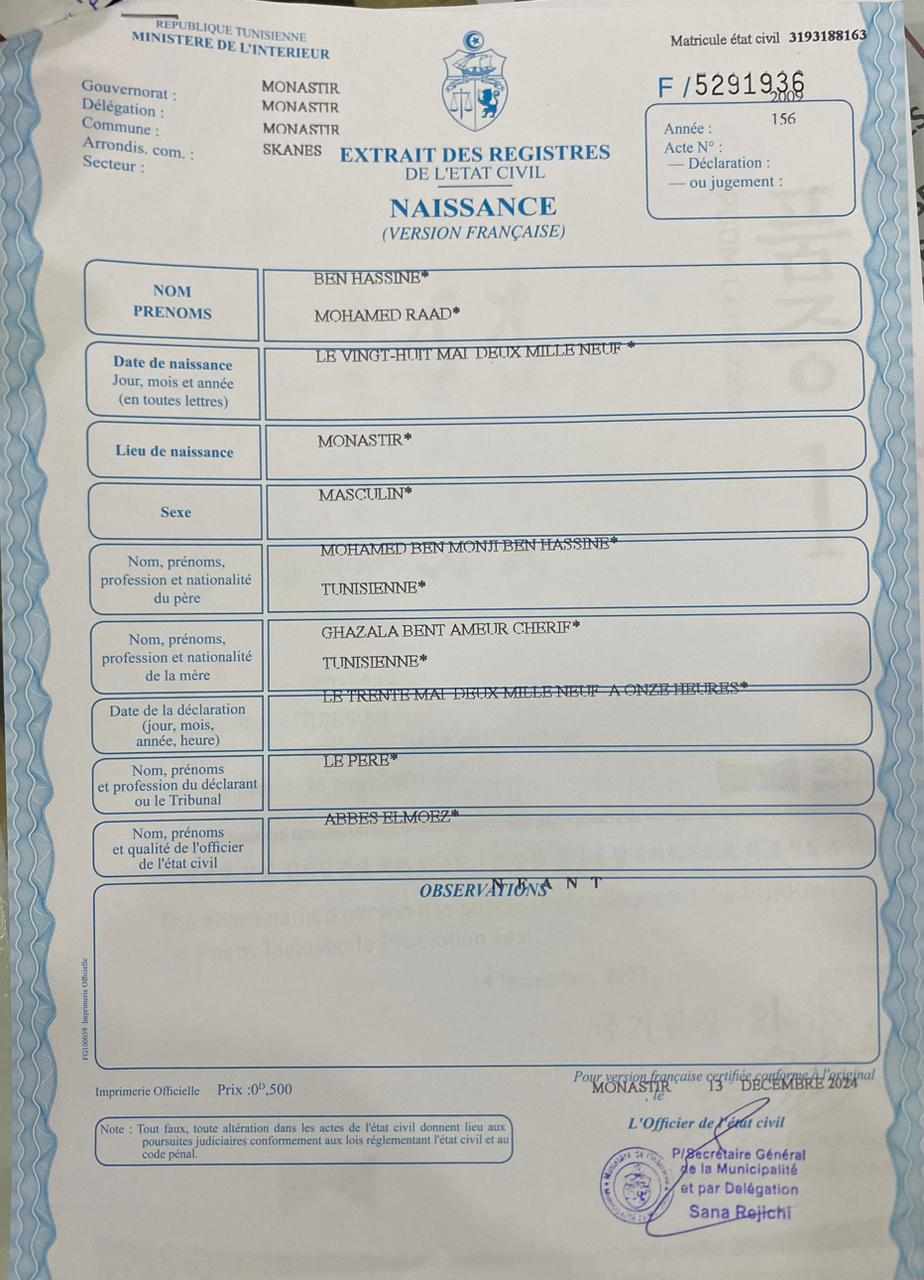 REPUBLIQUE TUNISIENNE
MINISTERE DE L'INTERIEUR
Matricule état civil 3193188163
F / 5291936
Gouvernorat : MONASTIR
Délégation : MONASTIR
Commune : MONASTIR
Arrondis. com. : SKANES
Secteur :
2009
Année : 156
Acte N° :
— Déclaration :
— ou jugement :
EXTRAIT DES REGISTRES
DE L'ETAT CIVIL
NAISSANCE
(VERSION FRANÇAISE)
NOM
PRENOMS
BEN HASSINE*
MOHAMED RAAD*
Date de naissance
Jour, mois et année
(en toutes lettres)
LE VINGT-HUIT MAI DEUX MILLE NEUF *
Lieu de naissance
MONASTIR*
Sexe
MASCULIN*
Nom, prénoms,
profession et nationalité
du père
MOHAMED BEN MONJI BEN HASSINE*
TUNISIENNE*
Nom, prénoms,
profession et nationalité
de la mère
GHAZALA BENT AMEUR CHERIF*
TUNISIENNE*
Date de la déclaration
(jour, mois,
année, heure)
LE TRENTE MAI DEUX MILLE NEUF A ONZE HEURES*
Nom, prénoms
et profession du déclarant
ou le Tribunal
LE PERE*
Nom, prénoms
et qualité de l'officier
de l'état civil
ABBES ELMOEZ*
OBSERVATIONS
N E A N T
FG100659 Imprimerie Officielle
Imprimerie Officielle Prix :0ᴰ,500
Pour version française certifiée conforme à l'original
MONASTIR 13 DECEMBRE 2024
, le
Note : Tout faux, toute altération dans les actes de l'état civil donnent lieu aux
poursuites judiciaires conformement aux lois réglementant l'état civil et au
code pénal.
L'Officier de l'état civil
P/Secrétaire Général
de la Municipalité
et par Délégation
Sana Rejichi